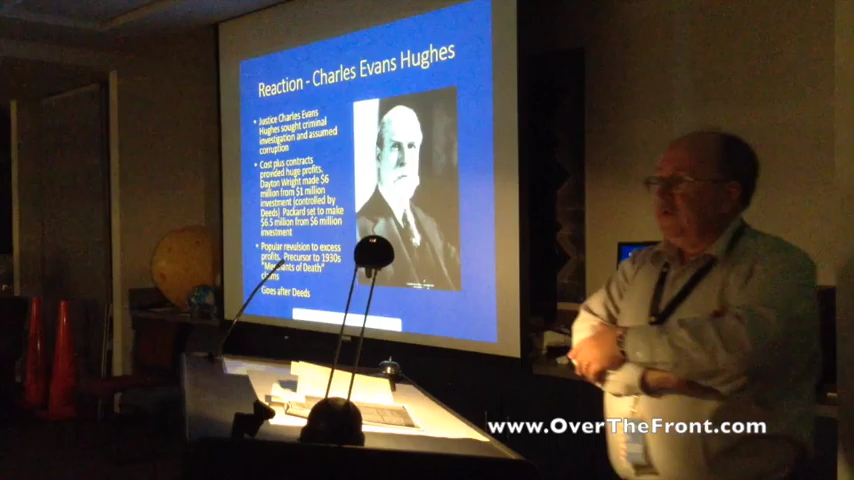 Reaction - Charles Evans Hughes
• Justice Charles Evans
Hughes sought criminal
investigation and assumed
corruption
• Cost plus contracts
provided huge profits.
Dayton Wright made $6
million from $1 million
investment (controlled by
Deeds) Packard set to make
$6.5 million from $6 million
investment
• Popular revulsion to excess
profits. Precursor to 1930s
"Merchants of Death"
claims
Goes after Deeds
www.OverTheFront.com